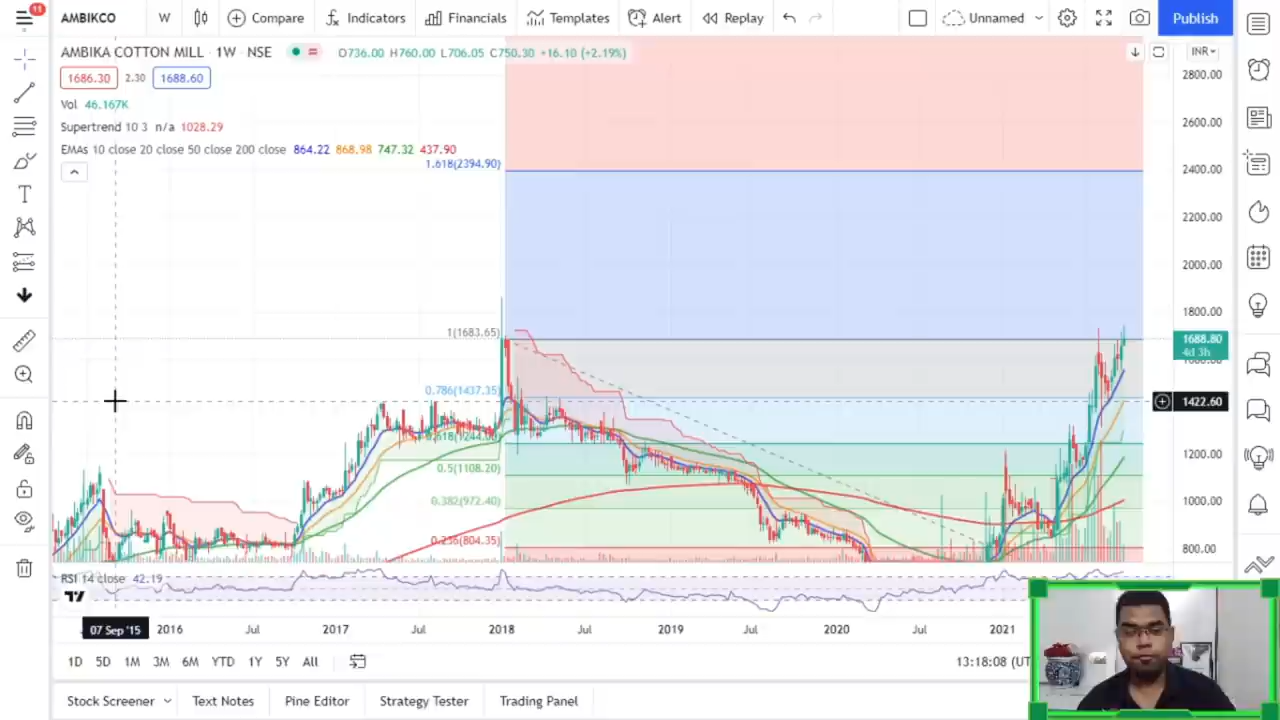 11
AMBIKCO W Compare Indicators Financials Templates Alert Replay Unnamed Publish
AMBIKA COTTON MILL · 1W · NSE O736.00 H760.00 L706.05 C750.30 +16.10 (+2.19%) INR
1686.30 2.30 1688.60
Vol 46.167K
Supertrend 10 3 n/a 1028.29
EMAs 10 close 20 close 50 close 200 close 864.22 868.98 747.32 437.90
1.618(2394.90)
1(1683.65)
0.786(1437.35)
0.618(1244.00)
0.5(1108.20)
0.382(972.40)
0.236(804.35)
2800.00
2600.00
2400.00
2200.00
2000.00
1800.00
1688.80
4d 3h
1422.60
1200.00
1000.00
800.00
RSI 14 close 42.19
07 Sep '15 2016 Jul 2017 Jul 2018 Jul 2019 Jul 2020 Jul 2021
1D 5D 1M 3M 6M YTD 1Y 5Y All 13:18:08 (UT
Stock Screener Text Notes Pine Editor Strategy Tester Trading Panel